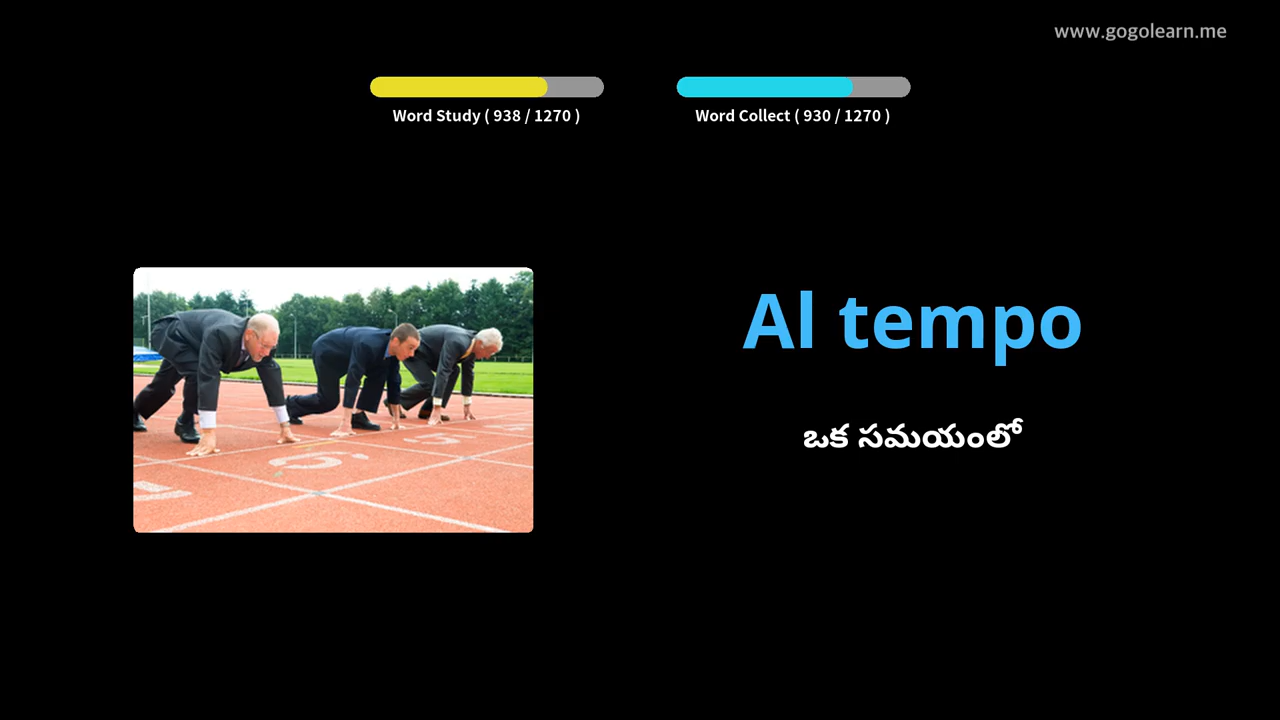 www.gogolearn.me
Word Study ( 938 / 1270 )
Word Collect ( 930 / 1270 )
Al tempo
ఒక సమయంలో